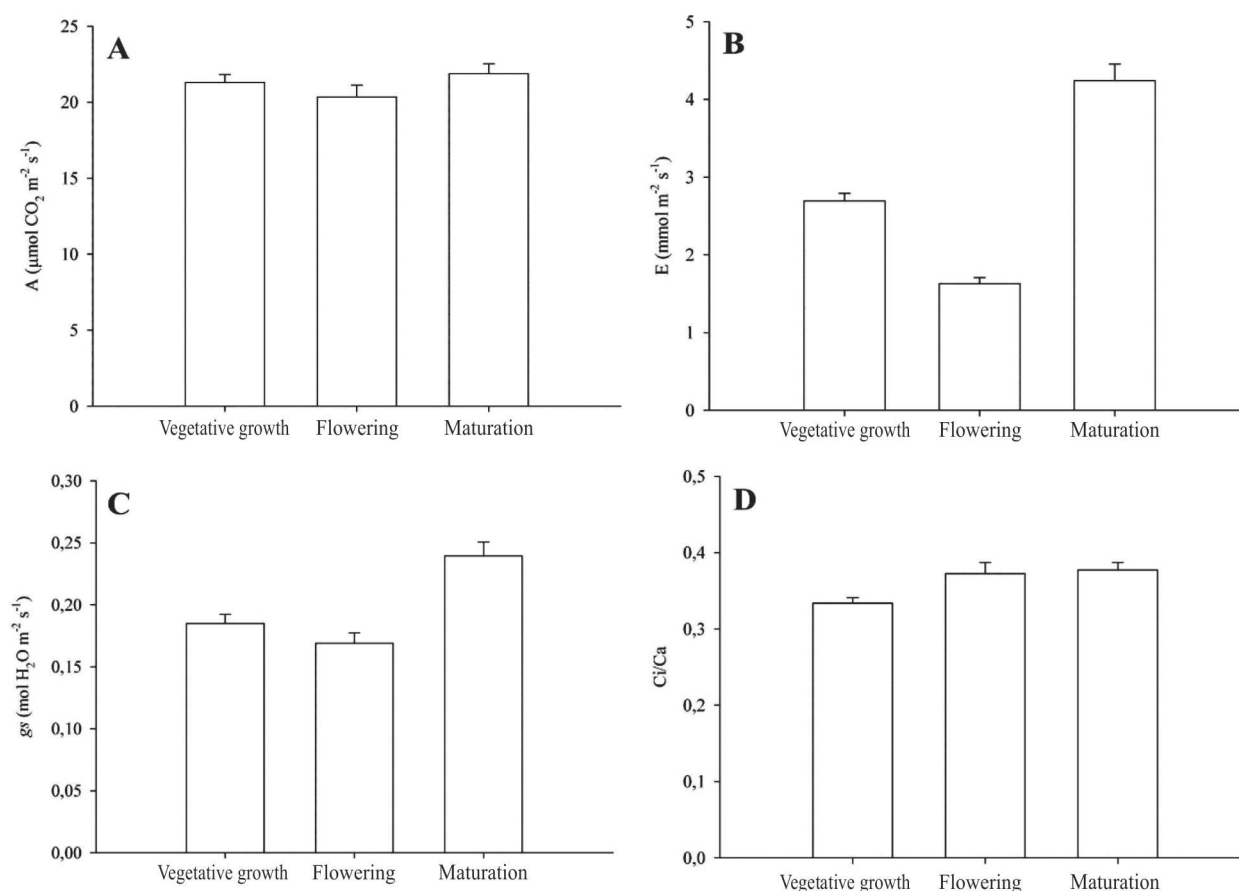 A
A (µmol CO₂ m⁻² s⁻¹)
25
20
15
10
5
0
Vegetative growth Flowering Maturation
B
E (mmol m⁻² s⁻¹)
5
4
3
2
1
0
Vegetative growth Flowering Maturation
C
gs (mol H₂O m⁻² s⁻¹)
0,30
0,25
0,20
0,15
0,10
0,05
0,00
Vegetative growth Flowering Maturation
D
Ci/Ca
0,5
0,4
0,3
0,2
0,1
0,0
Vegetative growth Flowering Maturation